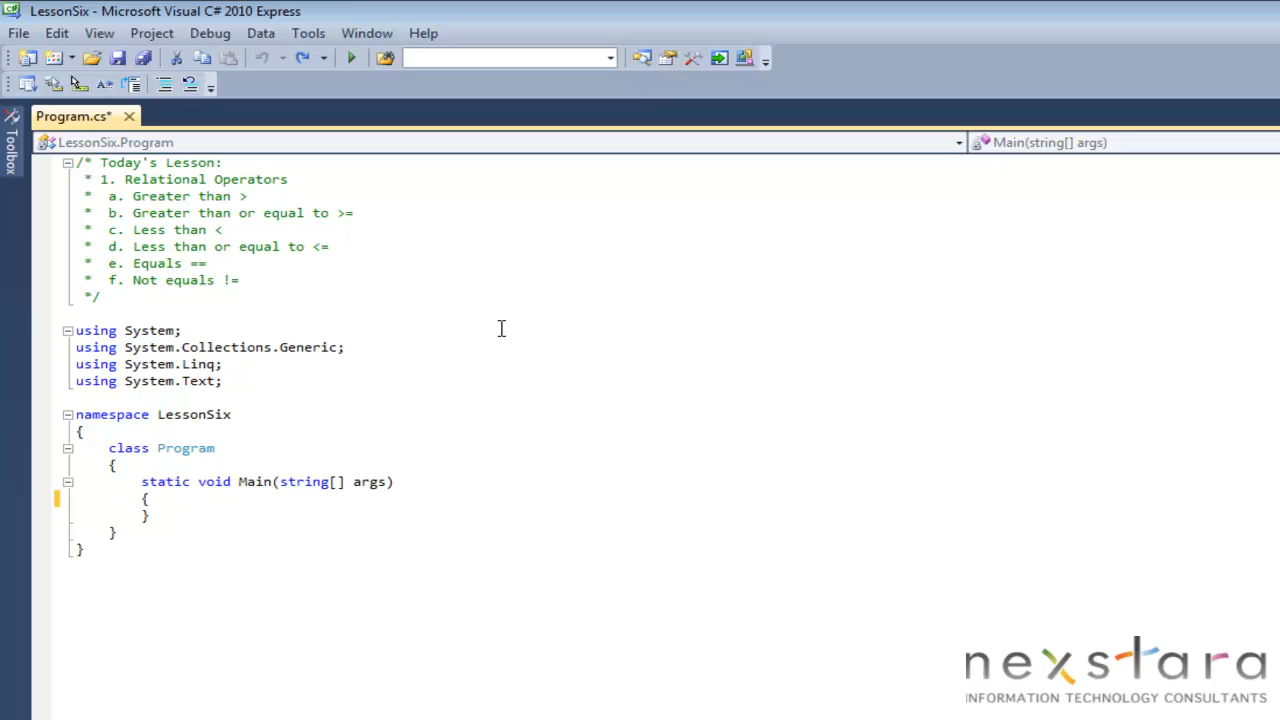 LessonSix - Microsoft Visual C# 2010 Express
File Edit View Project Debug Data Tools Window Help
Program.cs*
Toolbox
LessonSix.Program
Main(string[] args)
/* Today's Lesson:
* 1. Relational Operators
* a. Greater than >
* b. Greater than or equal to >=
* c. Less than <
* d. Less than or equal to <=
* e. Equals ==
* f. Not equals !=
*/
using System;
using System.Collections.Generic;
using System.Linq;
using System.Text;
namespace LessonSix
{
class Program
{
static void Main(string[] args)
{
}
}
}
nexstara
INFORMATION TECHNOLOGY CONSULTANTS